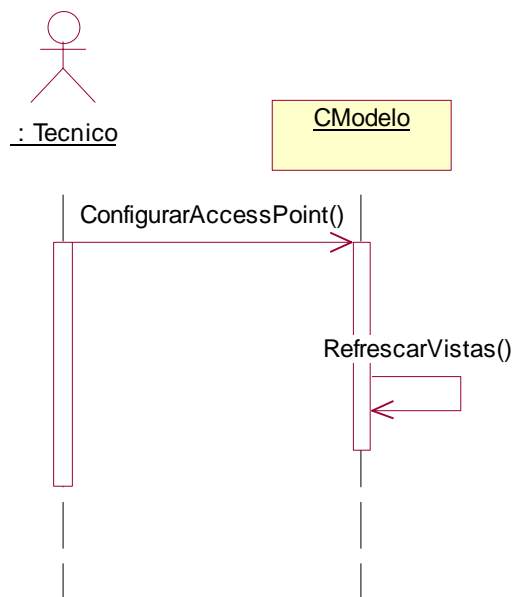 : Tecnico
CModelo
ConfigurarAccessPoint()
RefrescarVistas()